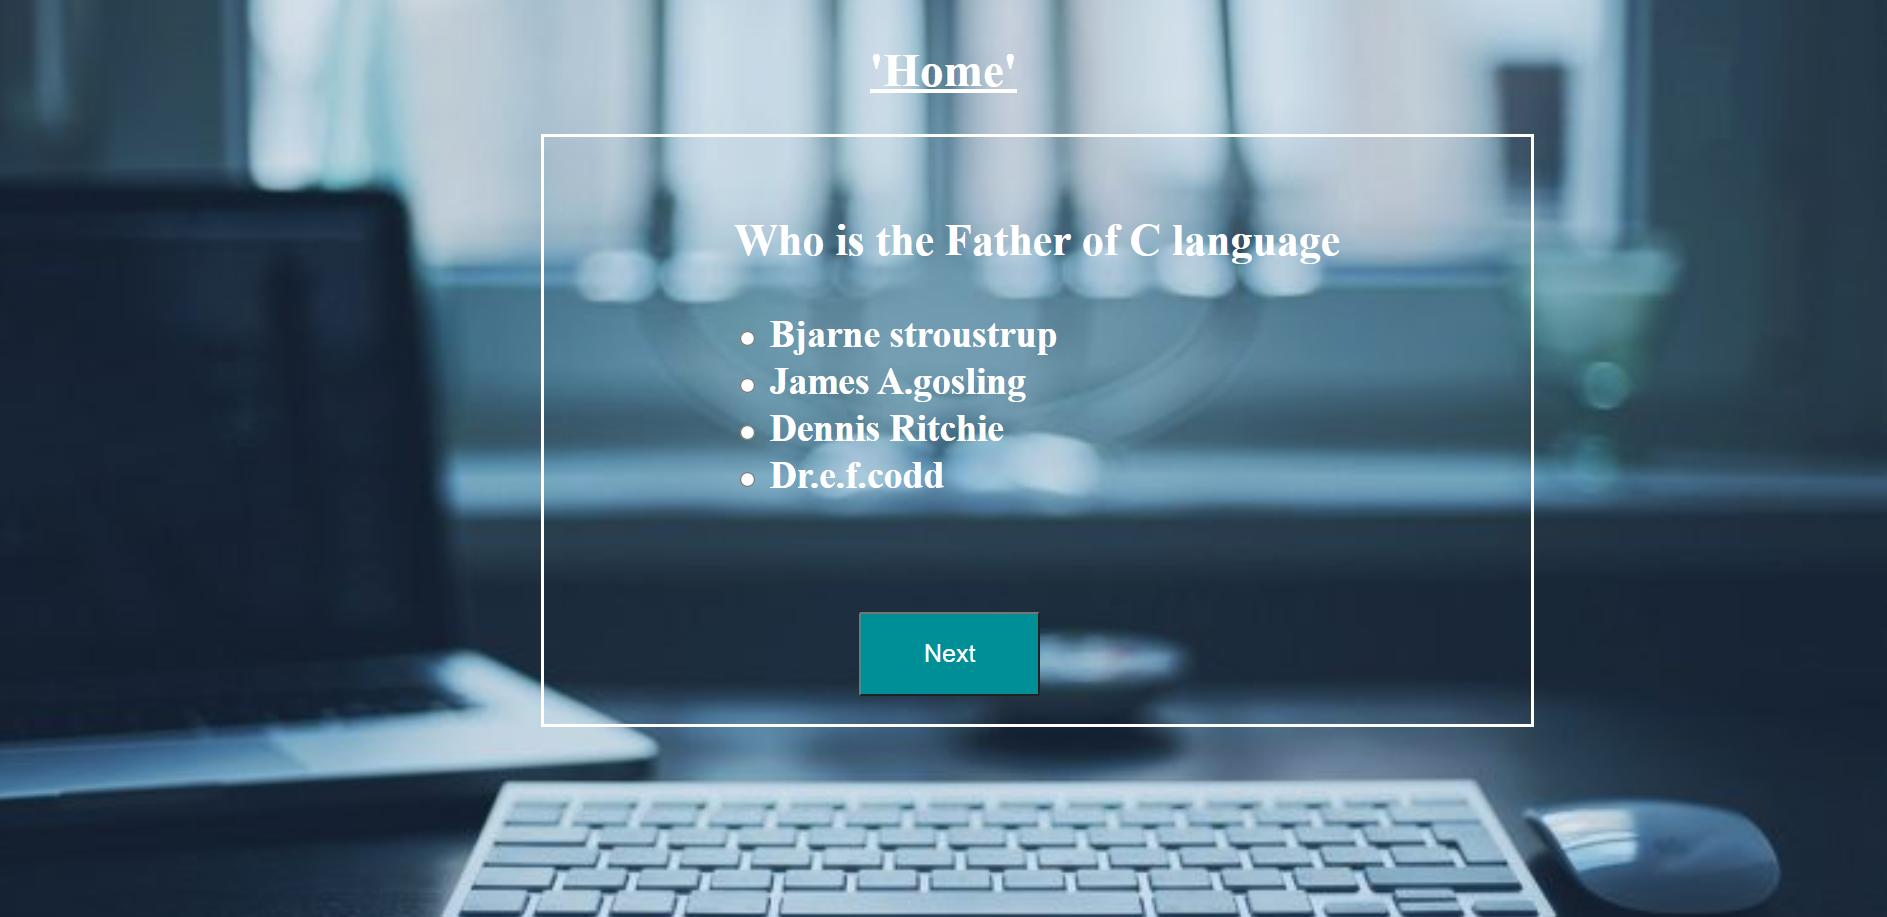 'Home'
Who is the Father of C language
Bjarne stroustrup
James A.gosling
Dennis Ritchie
Dr.e.f.codd
Next